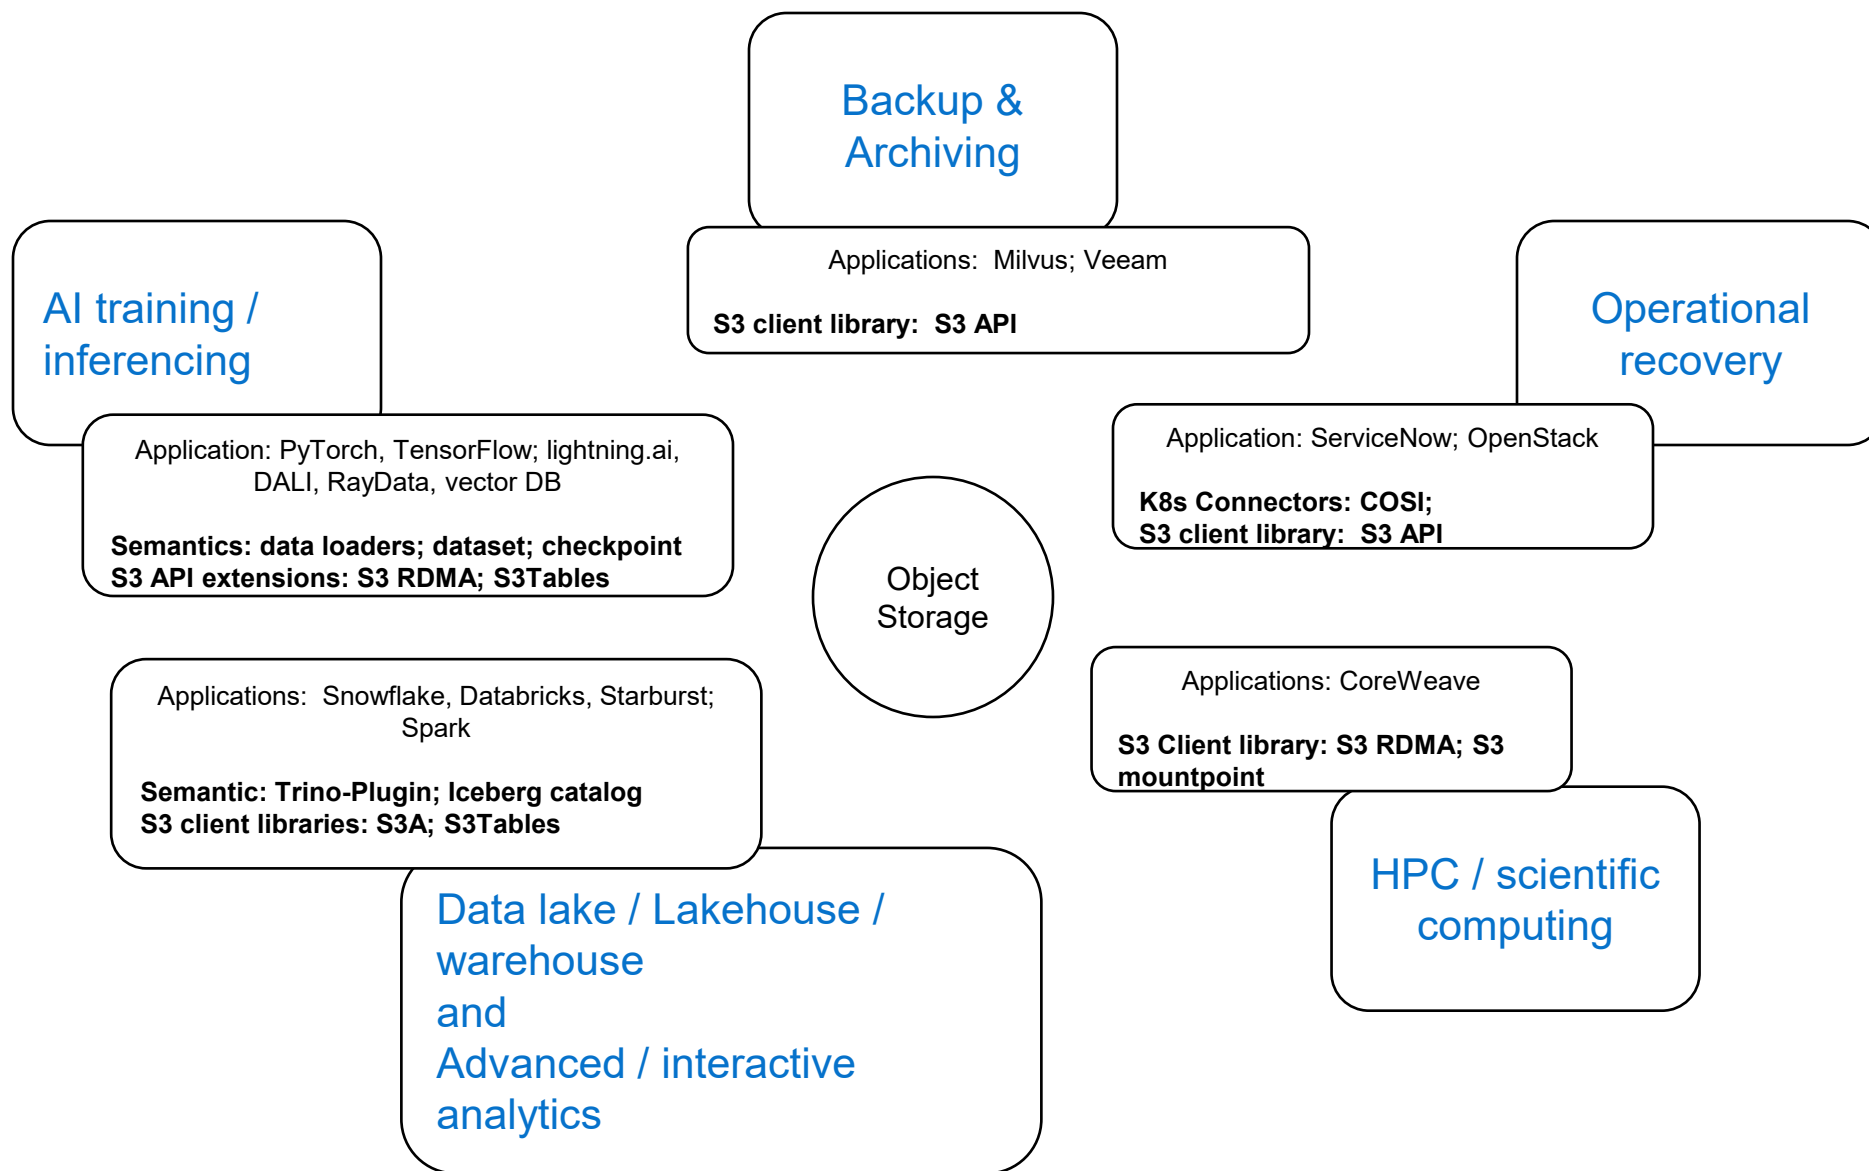 Backup &
Archiving
Applications:  Milvus; Veeam
S3 client library:  S3 API
AI training /
inferencing
Application: PyTorch, TensorFlow; lightning.ai,
DALI, RayData, vector DB
Semantics: data loaders; dataset; checkpoint
S3 API extensions: S3 RDMA; S3Tables
Operational
recovery
Application: ServiceNow; OpenStack
K8s Connectors: COSI;
S3 client library:  S3 API
Object
Storage
Applications:  Snowflake, Databricks, Starburst;
Spark
Semantic: Trino-Plugin; Iceberg catalog
S3 client libraries: S3A; S3Tables
Data lake / Lakehouse /
warehouse
and
Advanced / interactive
analytics
Applications: CoreWeave
S3 Client library: S3 RDMA; S3
mountpoint
HPC / scientific
computing